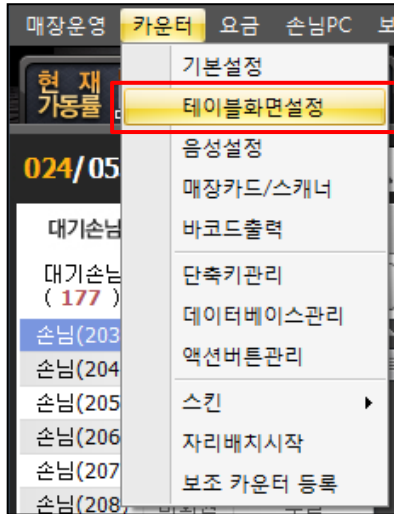 매장운영 카운터 요금 손님PC 보
기본설정
현 재
가동률
테이블화면설정
음성설정
024/05
매장카드/스캐너
대기손님
바코드출력
대기손님
( 177 )
단축키관리
데이터베이스관리
손님(203
액션버튼관리
손님(204
손님(205
스킨
손님(206
자리배치시작
손님(207
보조 카운터 등록
손님(208)